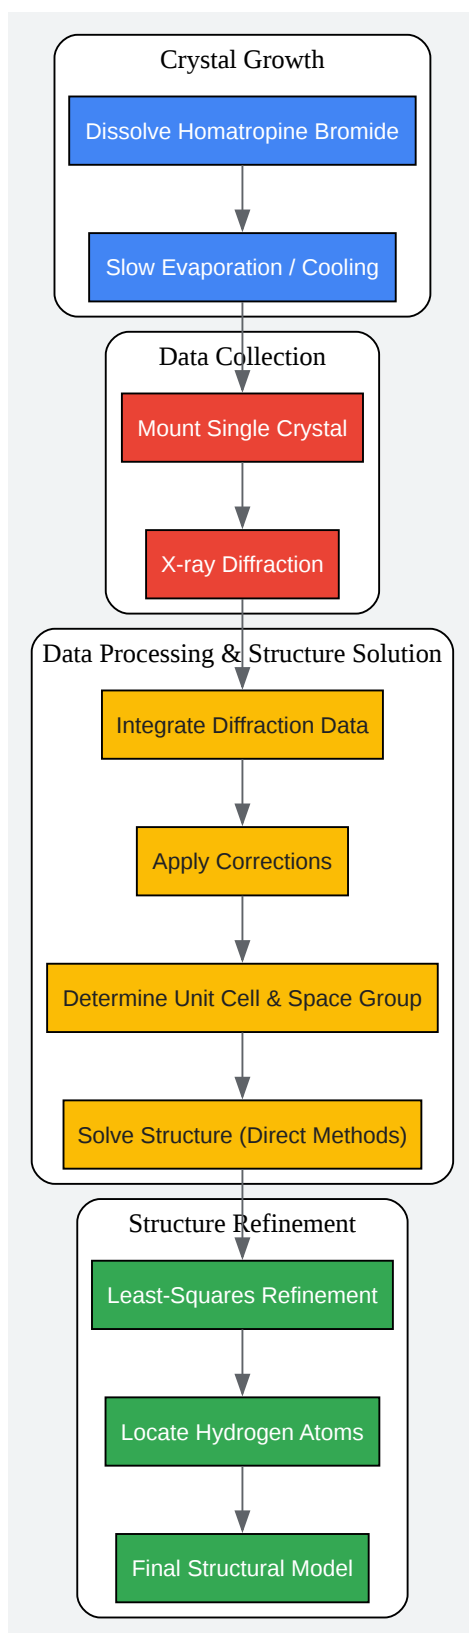 Crystal Growth
Dissolve Homatropine Bromide
Slow Evaporation / Cooling
Data Collection
Mount Single Crystal
X-ray Diffraction
Data Processing & Structure Solution
Integrate Diffraction Data
Apply Corrections
Determine Unit Cell & Space Group
Solve Structure (Direct Methods)
Structure Refinement
Least-Squares Refinement
Locate Hydrogen Atoms
Final Structural Model